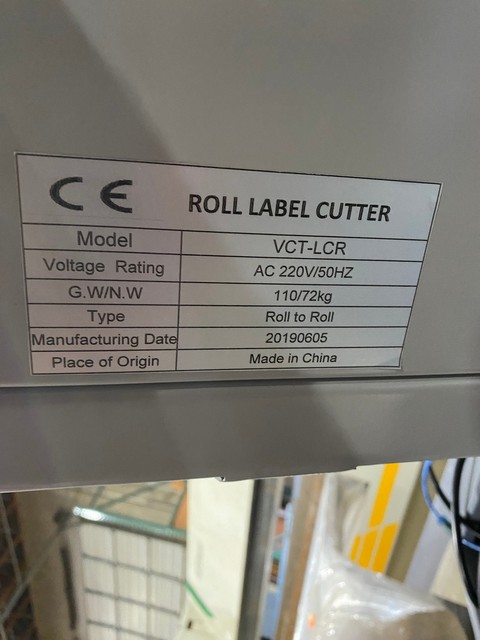 CE ROLL LABEL CUTTER
Model VCT-LCR
Voltage Rating AC 220V/50HZ
G.W/N.W 110/72kg
Type Roll to Roll
Manufacturing Date 20190605
Place of Origin Made in China